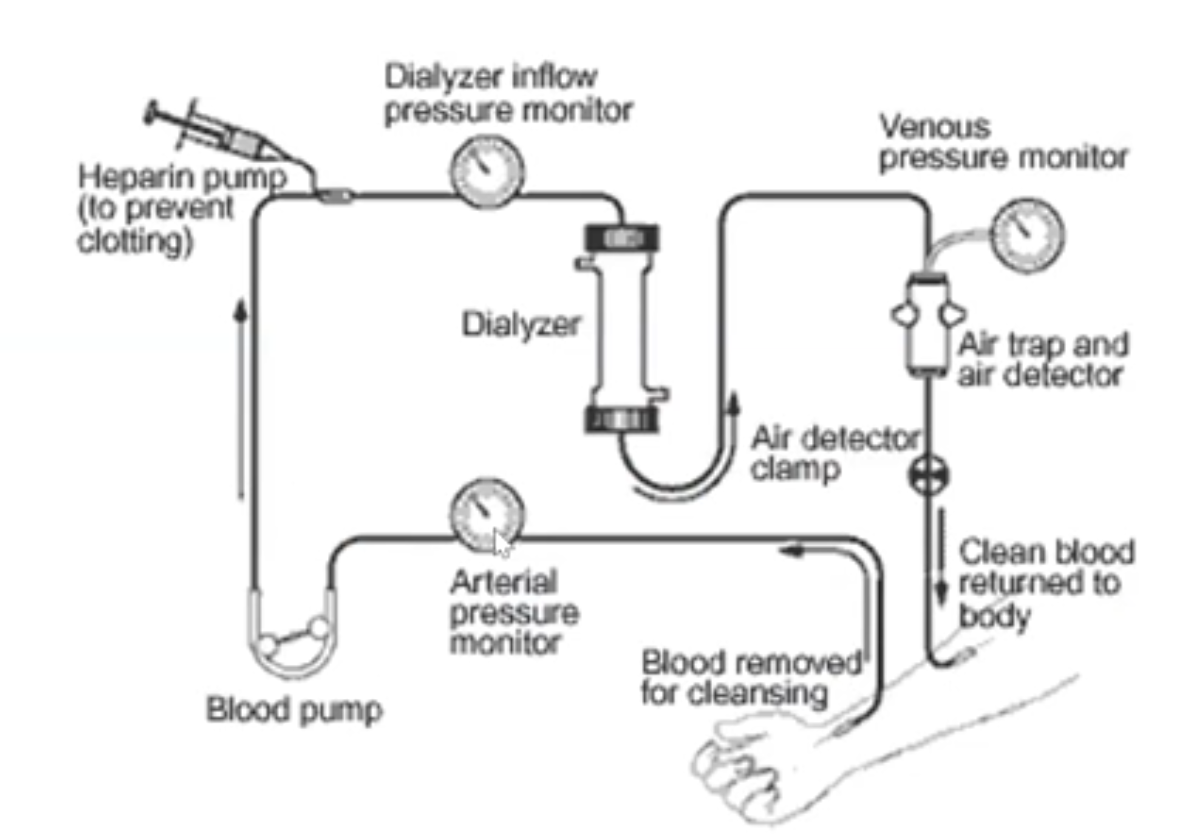 Dialyzer inflow
pressure monitor
Venous
pressure monitor
Heparin pump
(to prevent
clotting)
Dialyzer
Air trap and
air detector
Air detector
clamp
Clean blood
returned to
body
Arterial
pressure
monitor
Blood removed
for cleansing
Blood pump